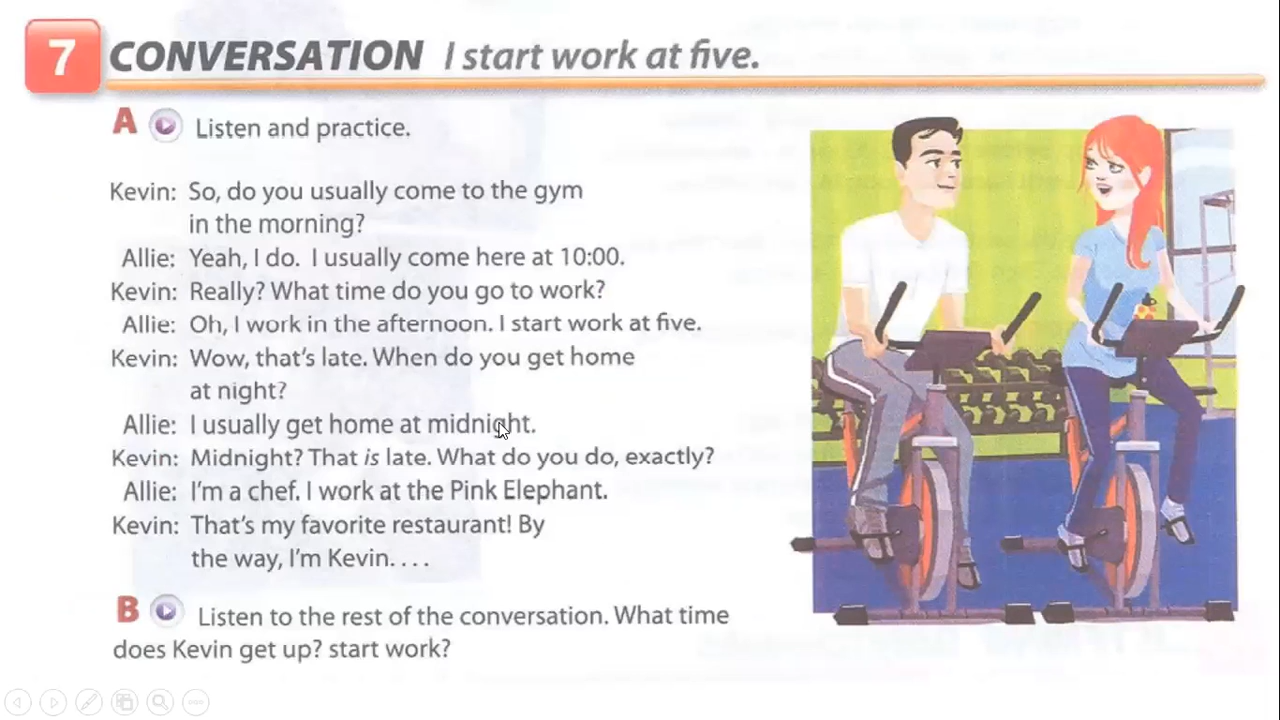 7 CONVERSATION I start work at five.
A Listen and practice.
Kevin: So, do you usually come to the gym
in the morning?
Allie: Yeah, I do. I usually come here at 10:00.
Kevin: Really? What time do you go to work?
Allie: Oh, I work in the afternoon. I start work at five.
Kevin: Wow, that's late. When do you get home
at night?
Allie: I usually get home at midnight.
Kevin: Midnight? That is late. What do you do, exactly?
Allie: I'm a chef. I work at the Pink Elephant.
Kevin: That's my favorite restaurant! By
the way, I'm Kevin. . . .
B Listen to the rest of the conversation. What time
does Kevin get up? start work?